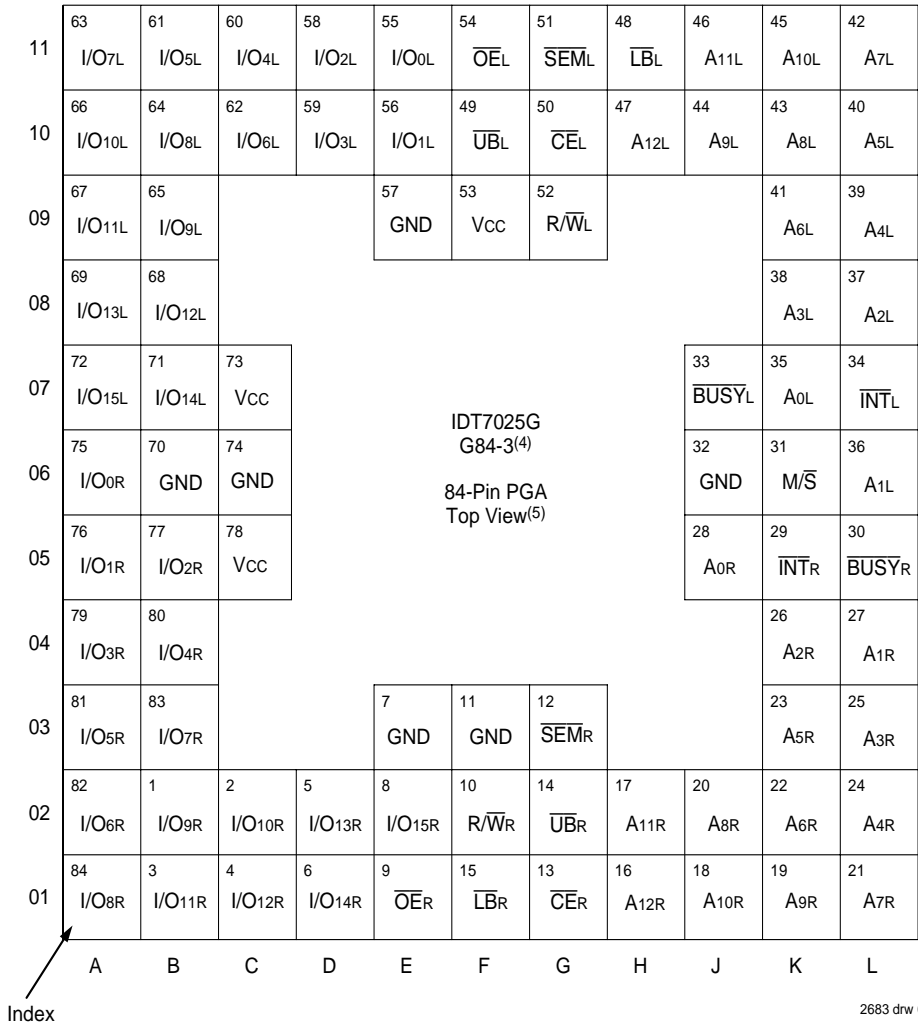 11 63 I/O7L 61 I/O5L 60 I/O4L 58 I/O2L 55 I/O0L 54 OEL 51 SEML 48 LBL 46 A11L 45 A10L 42 A7L
10 66 I/O10L 64 I/O8L 62 I/O6L 59 I/O3L 56 I/O1L 49 UBL 50 CEL 47 A12L 44 A9L 43 A8L 40 A5L
09 67 I/O11L 65 I/O9L 57 GND 53 VCC 52 R/WL 41 A6L 39 A4L
08 69 I/O13L 68 I/O12L 38 A3L 37 A2L
07 72 I/O15L 71 I/O14L 73 VCC 33 BUSYL 35 A0L 34 INTL
IDT7025G
G84-3(4)
06 75 I/O0R 70 GND 74 GND 32 GND 31 M/S 36 A1L
84-Pin PGA
Top View(5)
05 76 I/O1R 77 I/O2R 78 VCC 28 A0R 29 INTR 30 BUSYR
04 79 I/O3R 80 I/O4R 26 A2R 27 A1R
03 81 I/O5R 83 I/O7R 7 GND 11 GND 12 SEMR 23 A5R 25 A3R
02 82 I/O6R 1 I/O9R 2 I/O10R 5 I/O13R 8 I/O15R 10 R/WR 14 UBR 17 A11R 20 A8R 22 A6R 24 A4R
01 84 I/O8R 3 I/O11R 4 I/O12R 6 I/O14R 9 OER 15 LBR 13 CER 16 A12R 18 A10R 19 A9R 21 A7R
A B C D E F G H J K L
Index
2683 drw